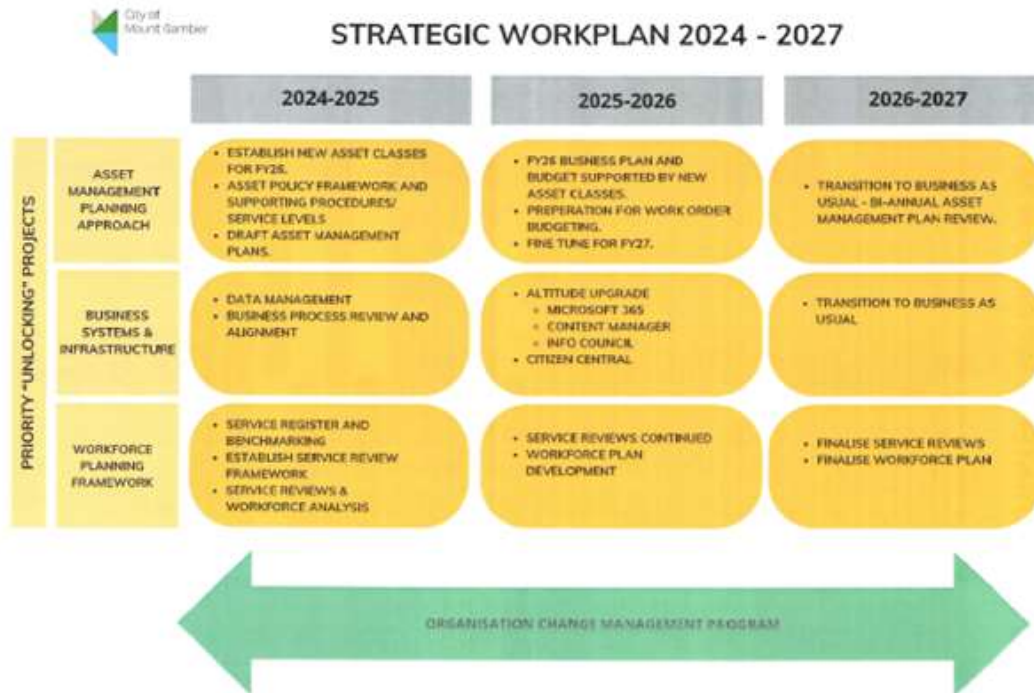 City of
Mount Gambier
STRATEGIC WORKPLAN 2024 - 2027
2024-2025
2025-2026
2026-2027
PRIORITY "UNLOCKING" PROJECTS
ASSET
MANAGEMENT
PLANNING
APPROACH
• ESTABLISH NEW ASSET CLASSES
FOR FY26.
• ASSET POLICY FRAMEWORK AND
SUPPORTING PROCEDURES/
SERVICE LEVELS
• DRAFT ASSET MANAGEMENT
PLANS.
• FY26 BUSINESS PLAN AND
BUDGET SUPPORTED BY NEW
ASSET CLASSES.
• PREPARATION FOR WORK ORDER
BUDGETING.
• FINE TUNE FOR FY27.
• TRANSITION TO BUSINESS AS
USUAL - BI-ANNUAL ASSET
MANAGEMENT PLAN REVIEW.
BUSINESS
SYSTEMS &
INFRASTRUCTURE
• DATA MANAGEMENT
• BUSINESS PROCESS REVIEW AND
ALIGNMENT
• ALTITUDE UPGRADE
○ MICROSOFT 365
○ CONTENT MANAGER
○ INFO COUNCIL
• CITIZEN CENTRAL
• TRANSITION TO BUSINESS AS
USUAL
WORKFORCE
PLANNING
FRAMEWORK
• SERVICE REGISTER AND
BENCHMARKING
• ESTABLISH SERVICE REVIEW
FRAMEWORK
• SERVICE REVIEWS &
WORKFORCE ANALYSIS
• SERVICE REVIEWS CONTINUED
• WORKFORCE PLAN
DEVELOPMENT
• FINALISE SERVICE REVIEWS
• FINALISE WORKFORCE PLAN
ORGANISATION CHANGE MANAGEMENT PROGRAM